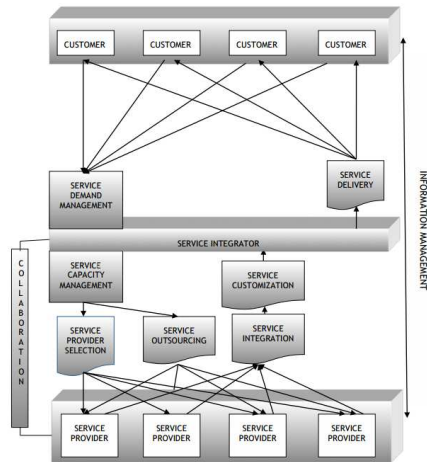 CUSTOMER
CUSTOMER
CUSTOMER
CUSTOMER
SERVICE
DEMAND
MANAGEMENT
SERVICE
DELIVERY
INFORMATION MANAGEMENT
SERVICE INTEGRATOR
COLLABORATION
SERVICE
CAPACITY
MANAGEMENT
SERVICE
CUSTOMIZATION
SERVICE
PROVIDER
SELECTION
SERVICE
OUTSOURCING
SERVICE
INTEGRATION
SERVICE
PROVIDER
SERVICE
PROVIDER
SERVICE
PROVIDER
SERVICE
PROVIDER